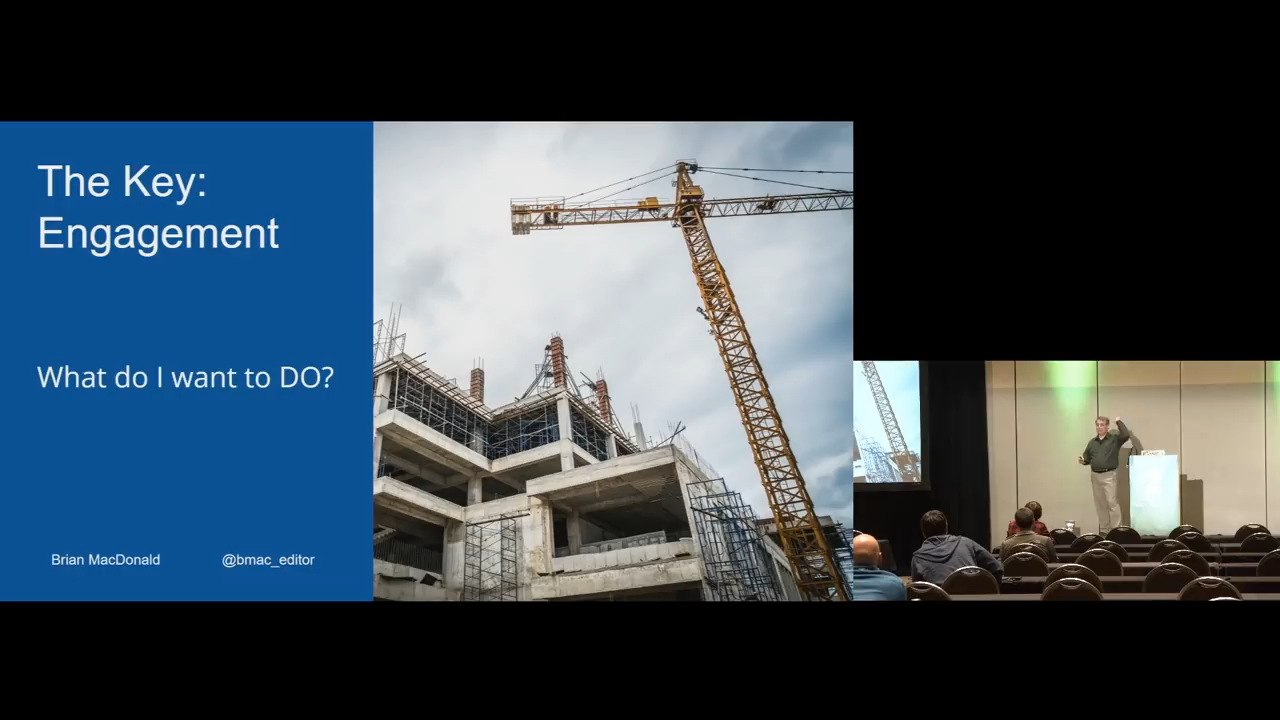 The Key:
Engagement
What do I want to DO?
Brian MacDonald
@bmac_editor